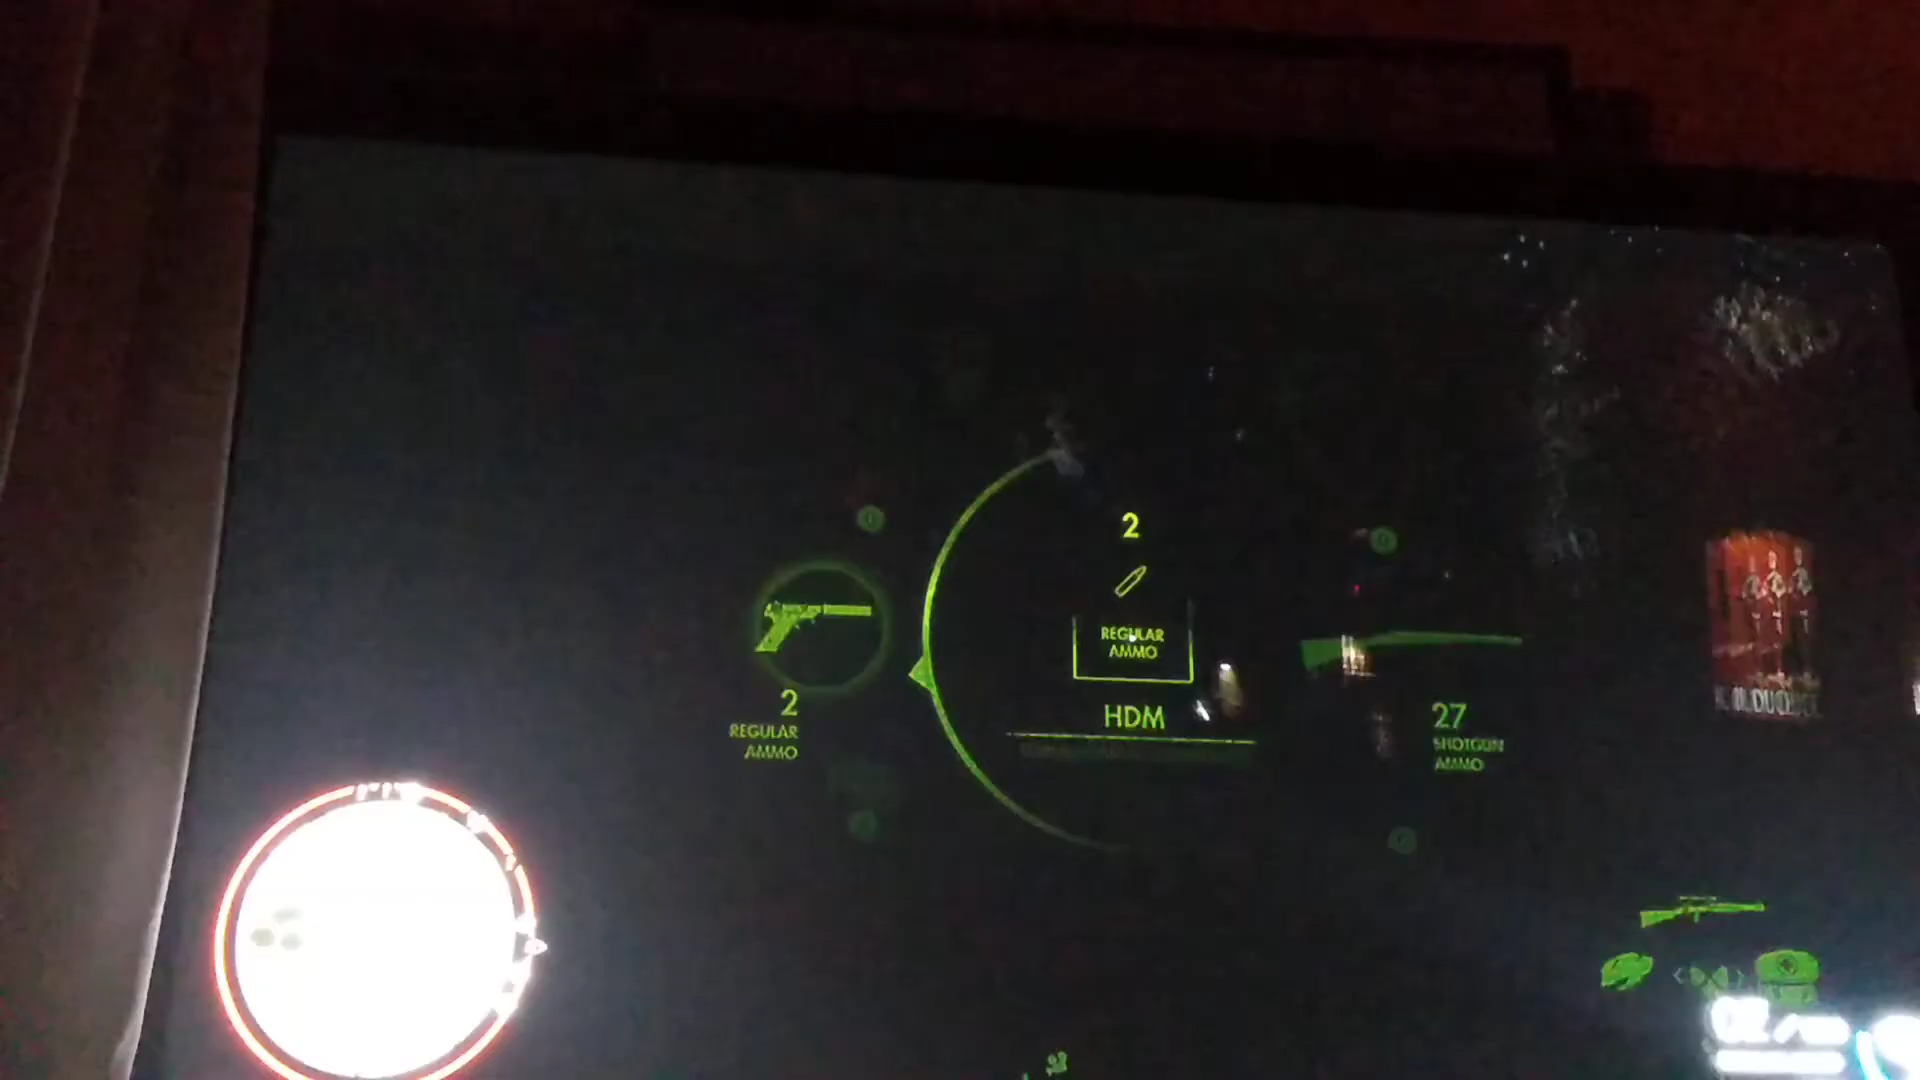 2
REGULAR
AMMO
HDM
2
REGULAR
AMMO
27
SHOTGUN
AMMO